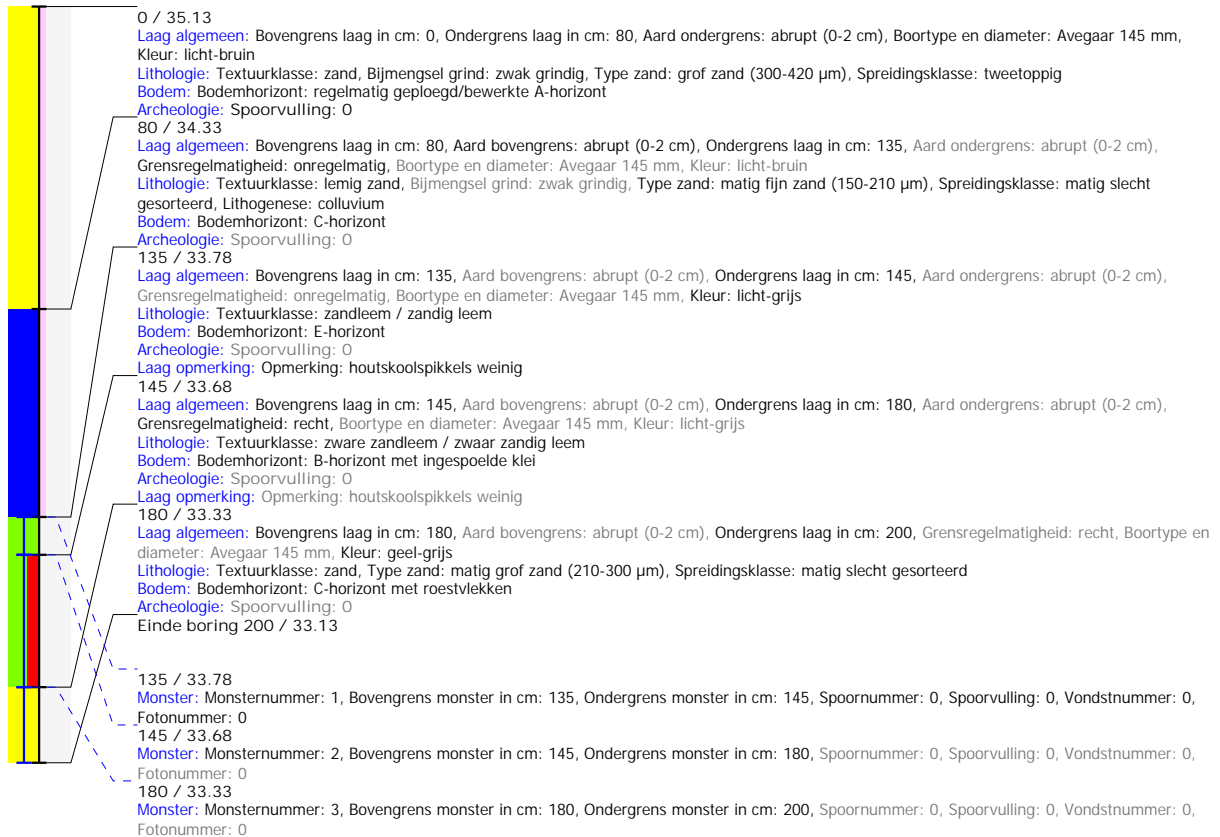 0 / 35.13
Laag algemeen: Bovengrens laag in cm: 0, Ondergrens laag in cm: 80, Aard ondergrens: abrupt (0-2 cm), Boortype en diameter: Avegaar 145 mm,
Kleur: licht-bruin
Lithologie: Textuurklasse: zand, Bijmengsel grind: zwak grindig, Type zand: grof zand (300-420 µm), Spreidingsklasse: tweetoppig
Bodem: Bodemhorizont: regelmatig geploegd/bewerkte A-horizont
Archeologie: Spoorvulling: 0
80 / 34.33
Laag algemeen: Bovengrens laag in cm: 80, Aard bovengrens: abrupt (0-2 cm), Ondergrens laag in cm: 135, Aard ondergrens: abrupt (0-2 cm),
Grensregelmatigheid: onregelmatig, Boortype en diameter: Avegaar 145 mm, Kleur: licht-bruin
Lithologie: Textuurklasse: lemig zand, Bijmengsel grind: zwak grindig, Type zand: matig fijn zand (150-210 µm), Spreidingsklasse: matig slecht
gesorteerd, Lithogenese: colluvium
Bodem: Bodemhorizont: C-horizont
Archeologie: Spoorvulling: 0
135 / 33.78
Laag algemeen: Bovengrens laag in cm: 135, Aard bovengrens: abrupt (0-2 cm), Ondergrens laag in cm: 145, Aard ondergrens: abrupt (0-2 cm),
Grensregelmatigheid: onregelmatig, Boortype en diameter: Avegaar 145 mm, Kleur: licht-grijs
Lithologie: Textuurklasse: zandleem / zandig leem
Bodem: Bodemhorizont: E-horizont
Archeologie: Spoorvulling: 0
Laag opmerking: Opmerking: houtskoolspikkels weinig
145 / 33.68
Laag algemeen: Bovengrens laag in cm: 145, Aard bovengrens: abrupt (0-2 cm), Ondergrens laag in cm: 180, Aard ondergrens: abrupt (0-2 cm),
Grensregelmatigheid: recht, Boortype en diameter: Avegaar 145 mm, Kleur: licht-grijs
Lithologie: Textuurklasse: zware zandleem / zwaar zandig leem
Bodem: Bodemhorizont: B-horizont met ingespoelde klei
Archeologie: Spoorvulling: 0
Laag opmerking: Opmerking: houtskoolspikkels weinig
180 / 33.33
Laag algemeen: Bovengrens laag in cm: 180, Aard bovengrens: abrupt (0-2 cm), Ondergrens laag in cm: 200, Grensregelmatigheid: recht, Boortype en
diameter: Avegaar 145 mm, Kleur: geel-grijs
Lithologie: Textuurklasse: zand, Type zand: matig grof zand (210-300 µm), Spreidingsklasse: matig slecht gesorteerd
Bodem: Bodemhorizont: C-horizont met roestvlekken
Archeologie: Spoorvulling: 0
Einde boring 200 / 33.13
135 / 33.78
Monster: Monsternummer: 1, Bovengrens monster in cm: 135, Ondergrens monster in cm: 145, Spoornummer: 0, Spoorvulling: 0, Vondstnummer: 0,
Fotonummer: 0
145 / 33.68
Monster: Monsternummer: 2, Bovengrens monster in cm: 145, Ondergrens monster in cm: 180, Spoornummer: 0, Spoorvulling: 0, Vondstnummer: 0,
Fotonummer: 0
180 / 33.33
Monster: Monsternummer: 3, Bovengrens monster in cm: 180, Ondergrens monster in cm: 200, Spoornummer: 0, Spoorvulling: 0, Vondstnummer: 0,
Fotonummer: 0